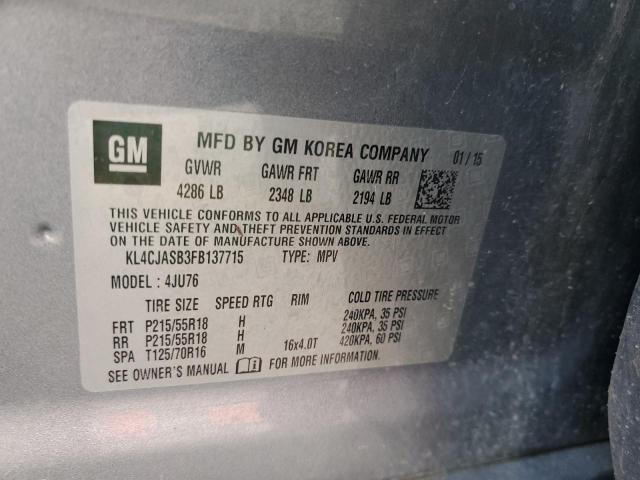 GM
MFD BY GM KOREA COMPANY 01 / 15
GVWR GAWR FRT GAWR RR
4286 LB 2348 LB 2194 LB
THIS VEHICLE CONFORMS TO ALL APPLICABLE U.S. FEDERAL MOTOR
VEHICLE SAFETY AND THEFT PREVENTION STANDARDS IN EFFECT
ON THE DATE OF MANUFACTURE SHOWN ABOVE.
KL4CJASB3FB137715 TYPE: MPV
MODEL : 4JU76
TIRE SIZE SPEED RTG RIM COLD TIRE PRESSURE
FRT P215/55R18 H 240KPA, 35 PSI
RR P215/55R18 H 240KPA, 35 PSI
SPA T125/70R16 M 16x4.0T 420KPA, 60 PSI
SEE OWNER'S MANUAL FOR MORE INFORMATION.